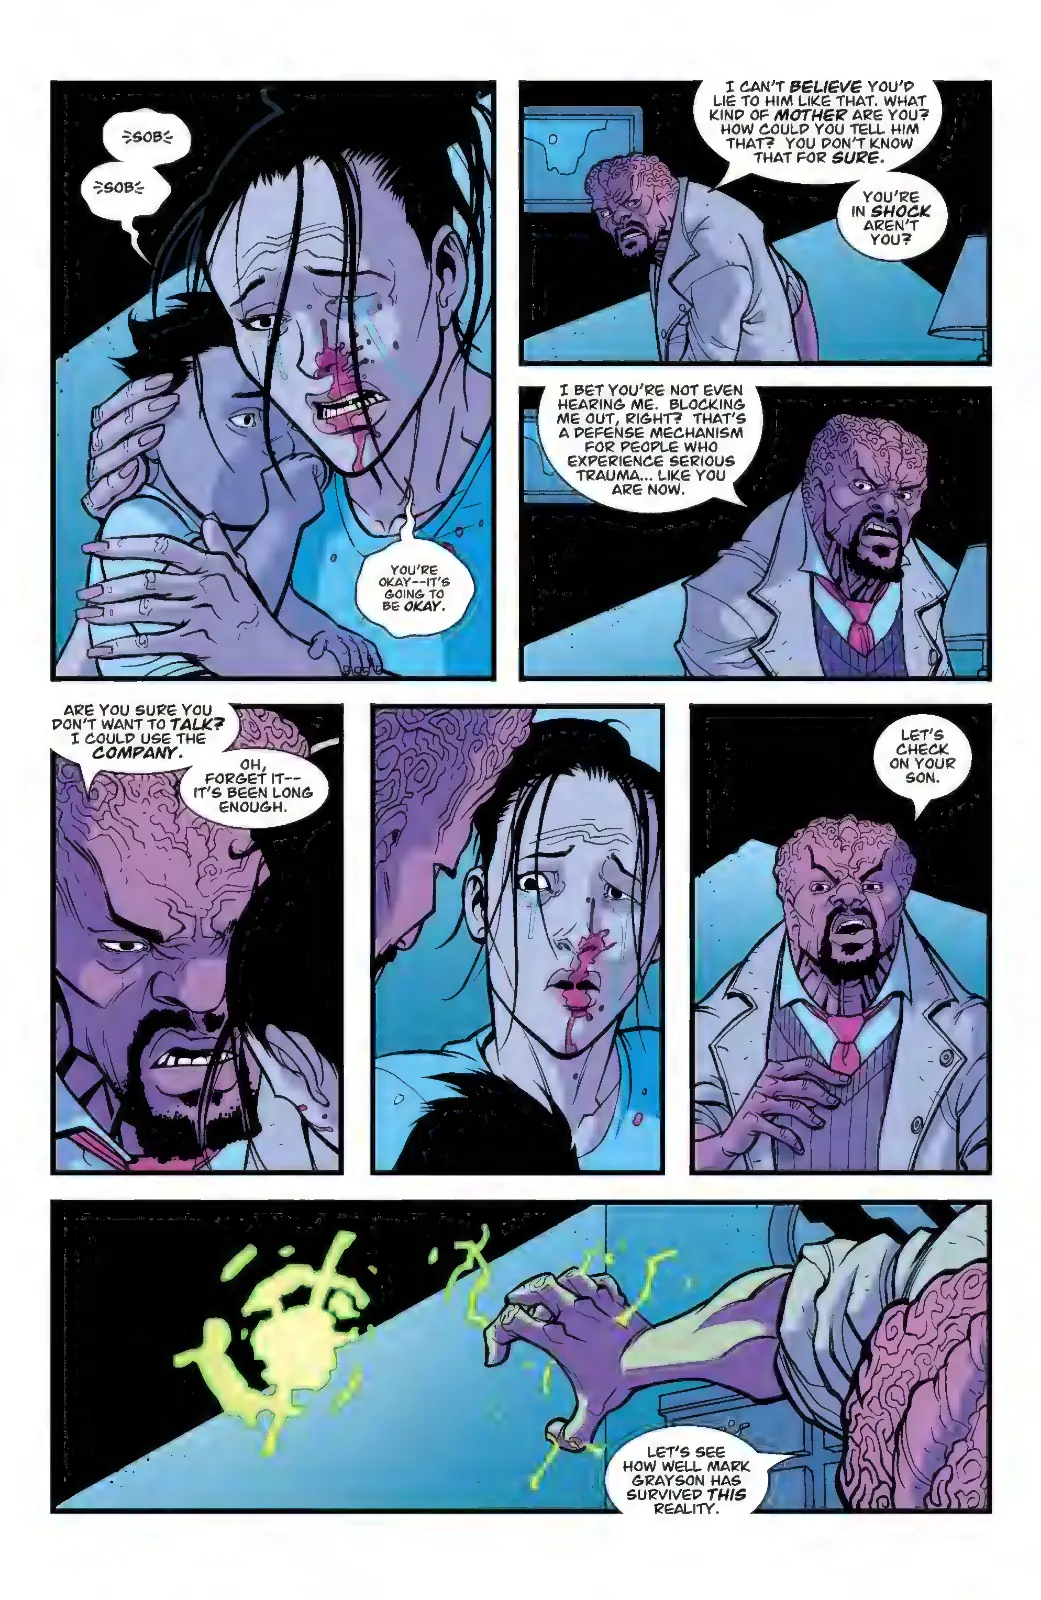 SOB
SOB
YOU'RE
OKAY--IT'S
GOING TO
BE OKAY.
I CAN'T BELIEVE YOU'D
LIE TO HIM LIKE THAT. WHAT
KIND OF MOTHER ARE YOU?
HOW COULD YOU TELL HIM
THAT? YOU DON'T KNOW
THAT FOR SURE.
YOU'RE
IN SHOCK
AREN'T
YOU?
I BET YOU'RE NOT EVEN
HEARING ME. BLOCKING
ME OUT, RIGHT? THAT'S
A DEFENSE MECHANISM
FOR PEOPLE WHO
EXPERIENCE SERIOUS
TRAUMA... LIKE YOU
ARE NOW.
ARE YOU SURE YOU
DON'T WANT TO TALK?
I COULD USE THE
COMPANY.
OH,
FORGET IT--
IT'S BEEN LONG
ENOUGH.
LET'S
CHECK
ON YOUR
SON.
LET'S SEE
HOW WELL MARK
GRAYSON HAS
SURVIVED THIS
REALITY.